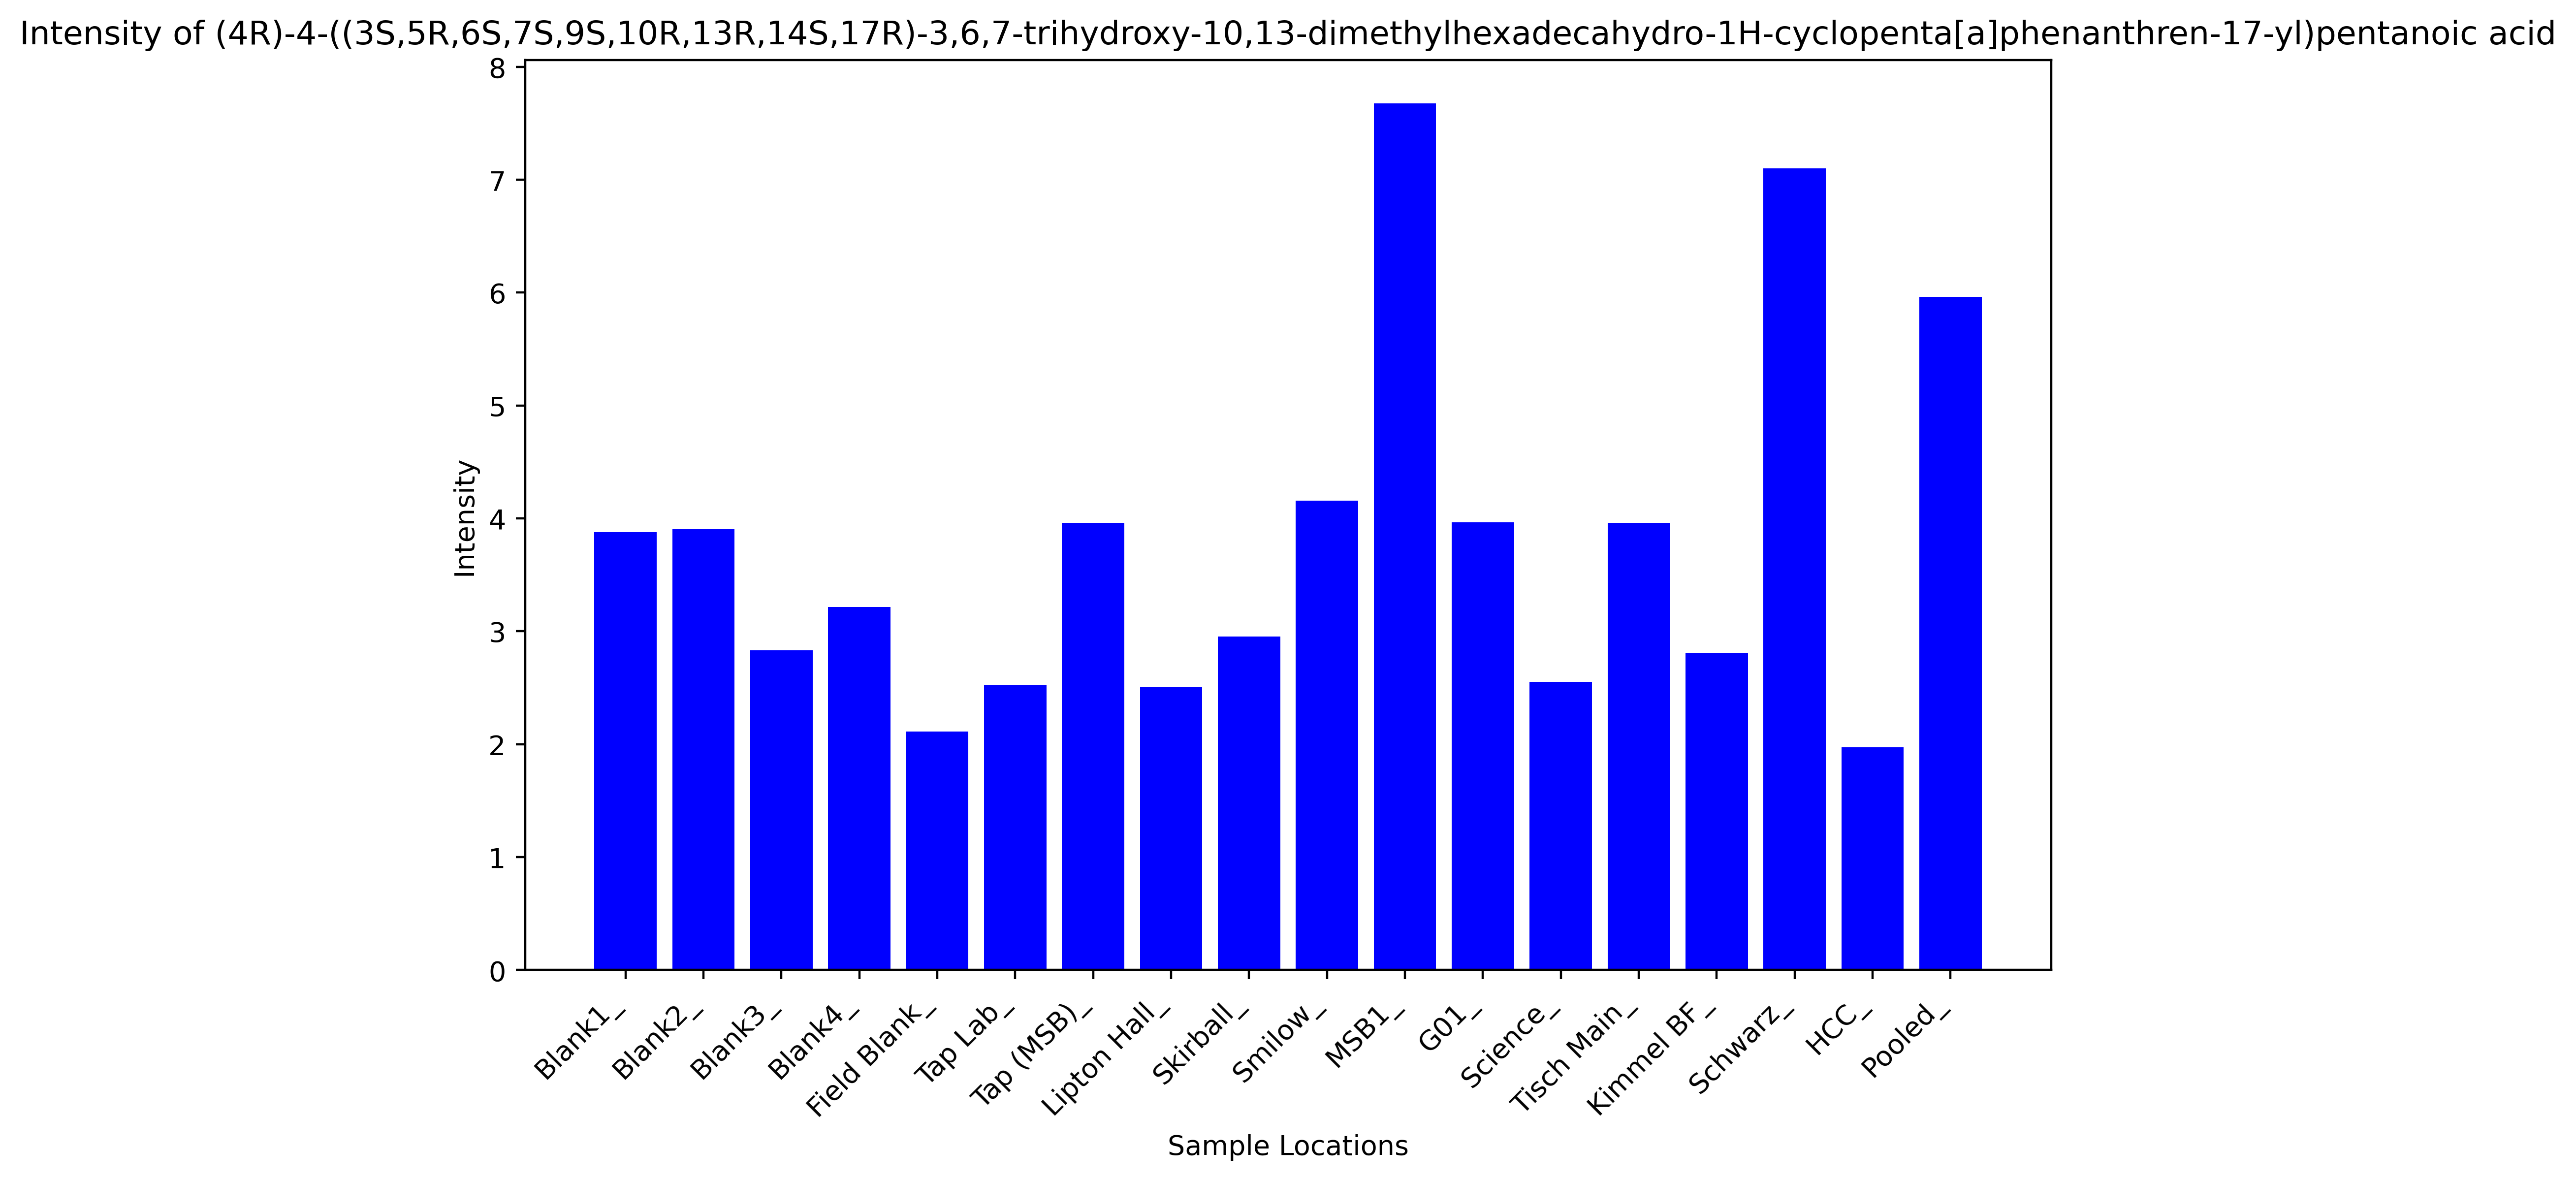 Intensity of (4R)-4-((3S,5R,6S,7S,9S,10R,13R,14S,17R)-3,6,7-trihydroxy-10,13-dimethylhexadecahydro-1H-cyclopenta[a]phenanthren-17-yl)pentanoic acid
8
7
6
5
4
3
2
1
0
Intensity
Blank1_
Blank2_
Blank3_
Blank4_
Field Blank_
Tap Lab_
Tap (MSB)_
Lipton Hall_
Skirball_
Smilow_
MSB1_
G01_
Science_
Tisch Main_
Kimmel BF_
Schwarz_
HCC_
Pooled_
Sample Locations